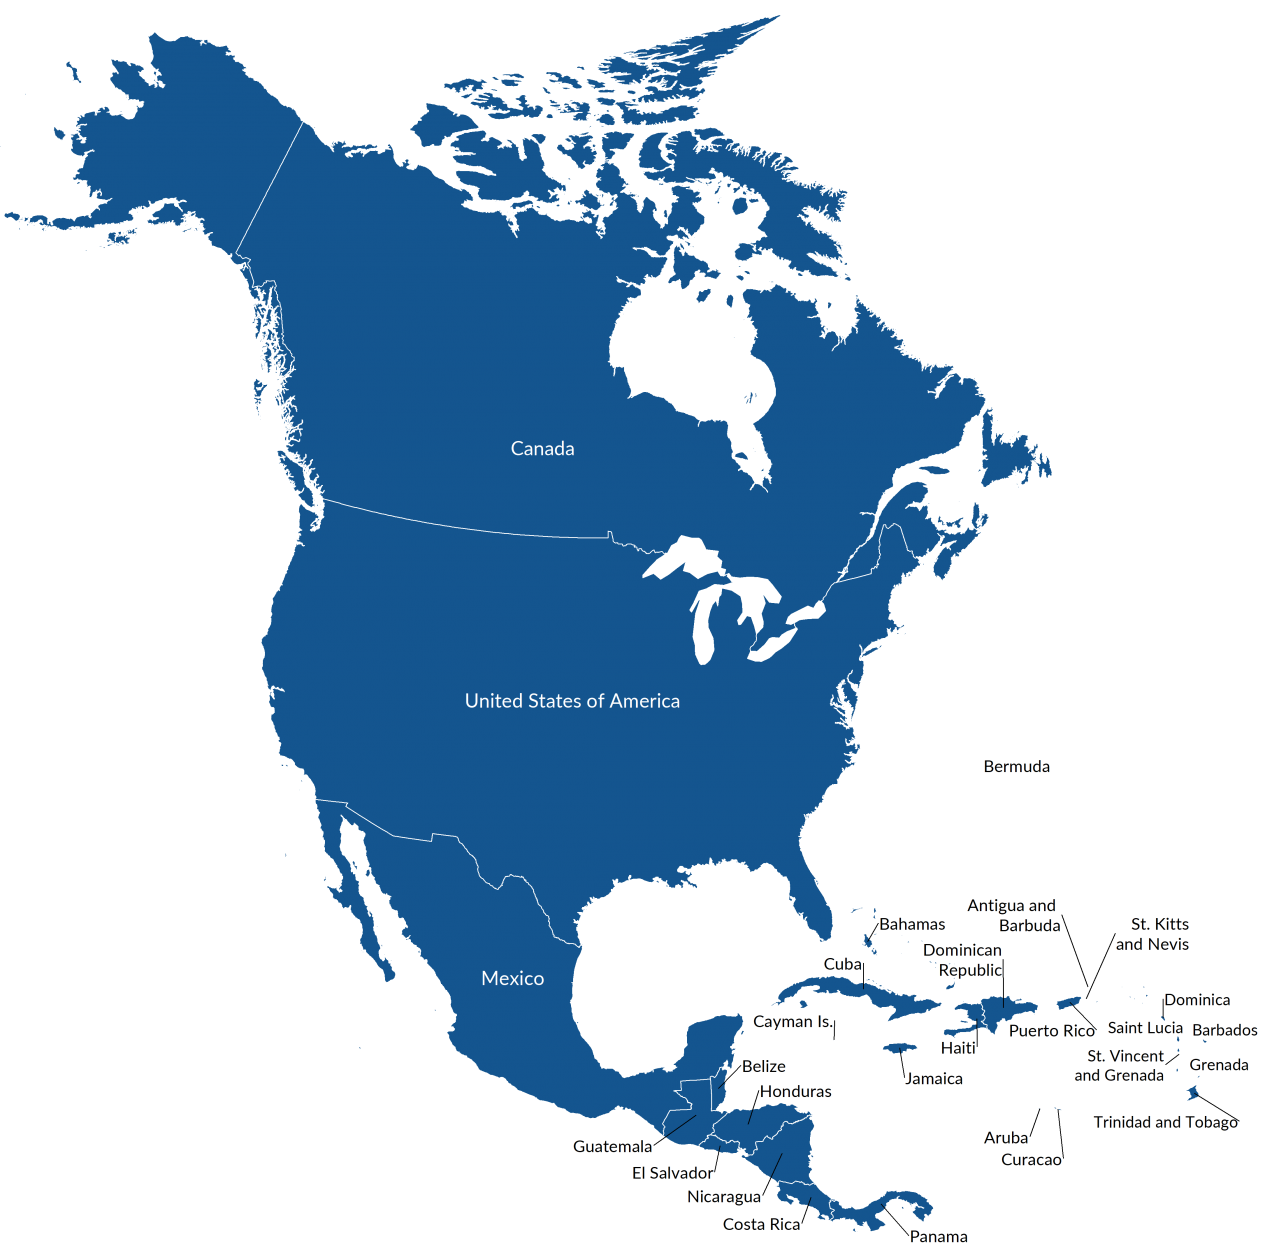 Canada
United States of America
Bermuda
Antigua and
Barbuda
St. Kitts
and Nevis
Bahamas
Dominican
Republic
Cuba
Mexico
Dominica
Cayman Is.
Puerto Rico
Saint Lucia
Barbados
Haiti
St. Vincent
and Grenada
Grenada
Belize
Jamaica
Honduras
Trinidad and Tobago
Aruba
Guatemala
Curacao
El Salvador
Nicaragua
Costa Rica
Panama